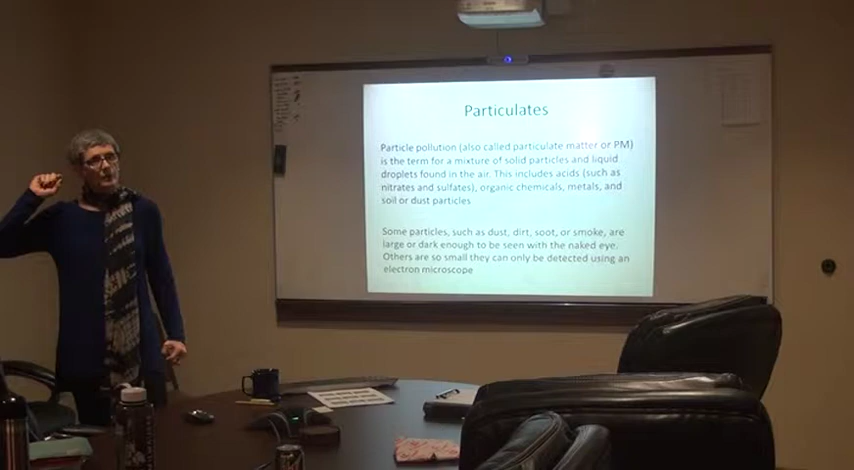 Particulates
Particle pollution (also called particulate matter or PM)
is the term for a mixture of solid particles and liquid
droplets found in the air. This includes acids (such as
nitrates and sulfates), organic chemicals, metals, and
soil or dust particles
Some particles, such as dust, dirt, soot, or smoke, are
large or dark enough to be seen with the naked eye.
Others are so small they can only be detected using an
electron microscope